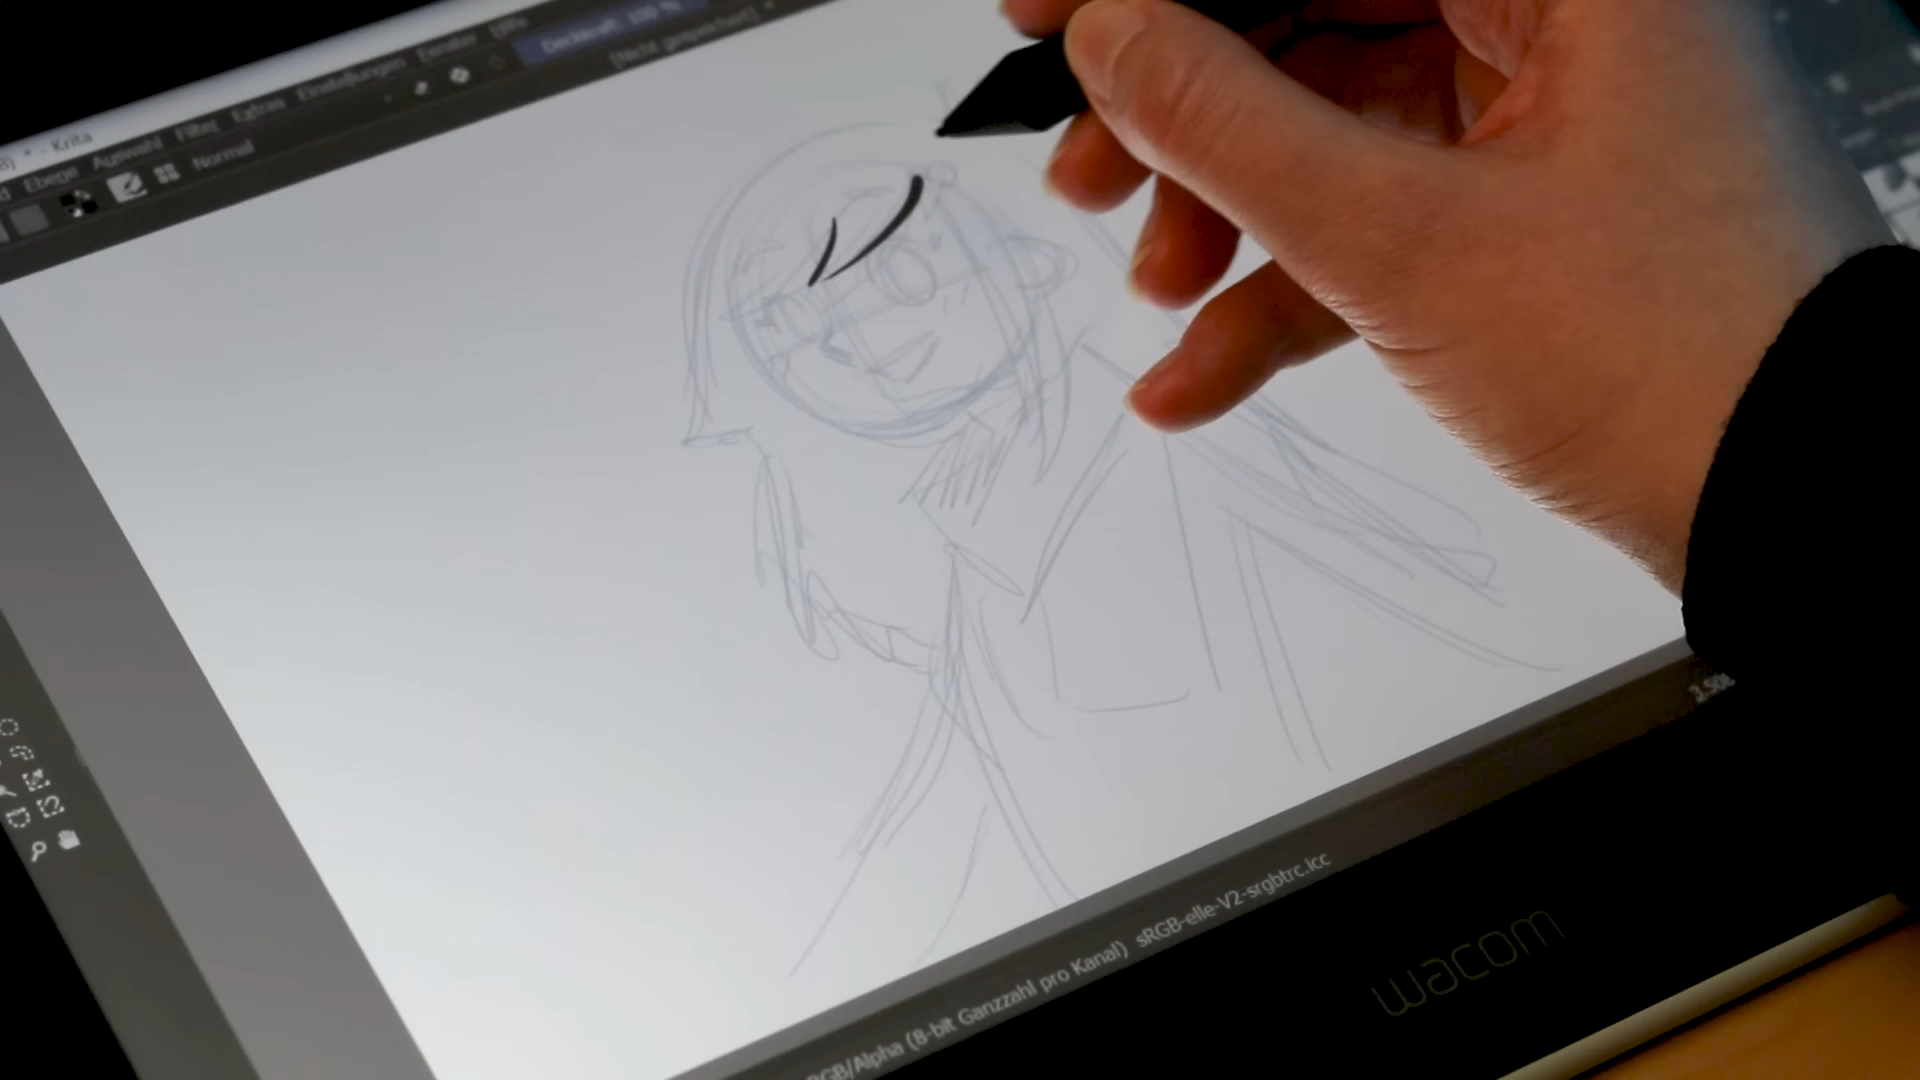 Krita
Ebene Auswahl Filter Extras Einstellungen Fenster Hilfe
Normal
Deckkraft: 100 %
[Nicht gespeichert]
RGB/Alpha (8-bit Ganzzahl pro Kanal) sRGB-elle-V2-srgbtrc.icc
wacom